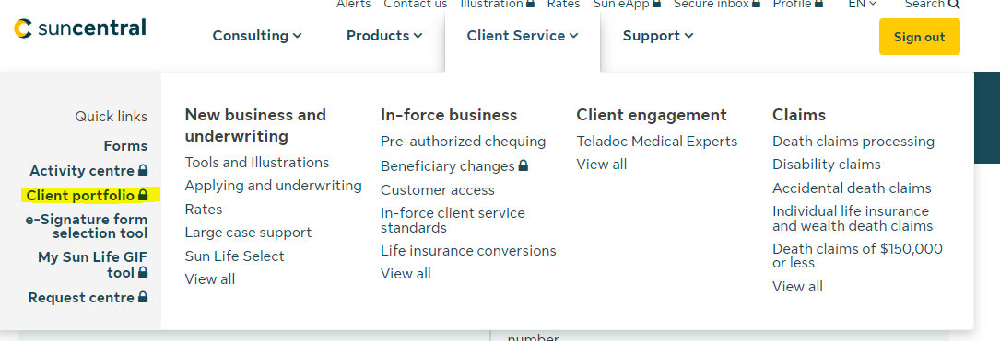 Alerts Contact us Illustration Rates Sun eApp Secure inbox Profile EN Search
suncentral
Consulting Products Client Service Support
Sign out
Quick links
Forms
Activity centre
Client portfolio
e-Signature form
selection tool
My Sun Life GIF
tool
Request centre
New business and
underwriting
Tools and Illustrations
Applying and underwriting
Rates
Large case support
Sun Life Select
View all
In-force business
Pre-authorized chequing
Beneficiary changes
Customer access
In-force client service
standards
Life insurance conversions
View all
Client engagement
Teladoc Medical Experts
View all
Claims
Death claims processing
Disability claims
Accidental death claims
Individual life insurance
and wealth death claims
Death claims of $150,000
or less
View all
number